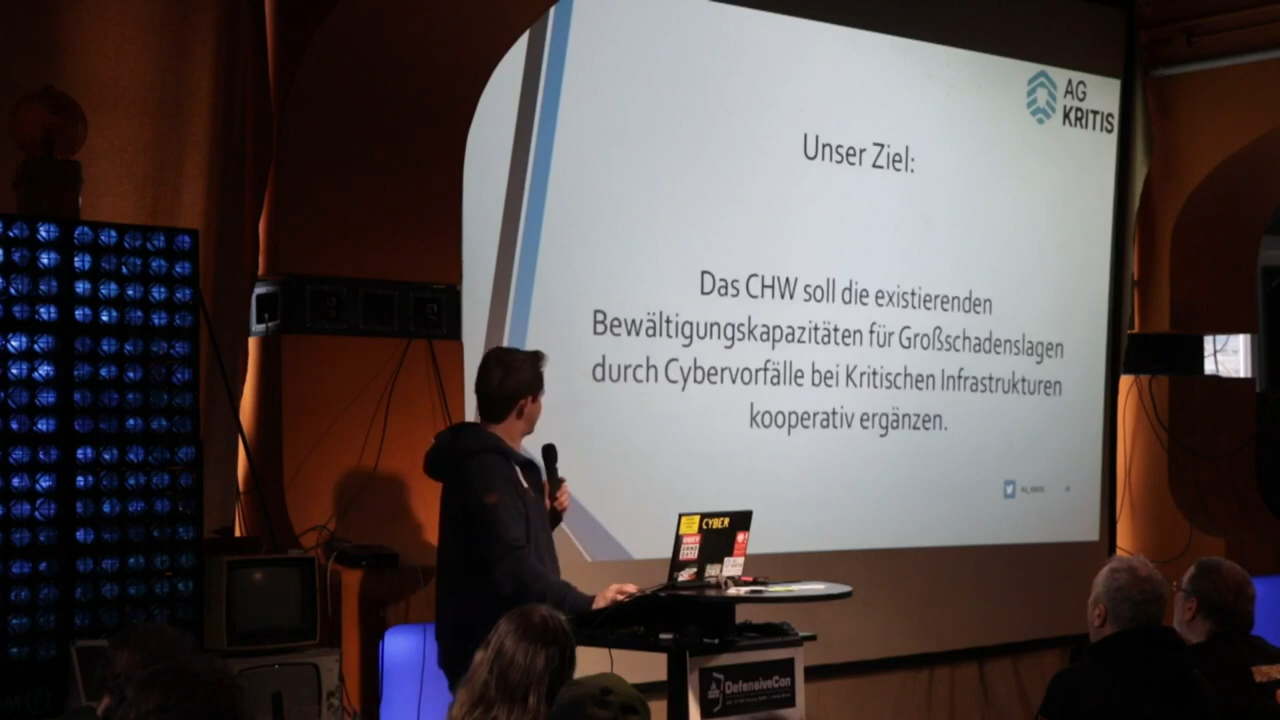 AG
KRITIS
Unser Ziel:
Das CHW soll die existierenden
Bewältigungskapazitäten für Großschadenslagen
durch Cybervorfälle bei Kritischen Infrastrukturen
kooperativ ergänzen.
CYBER
DefensiveCon